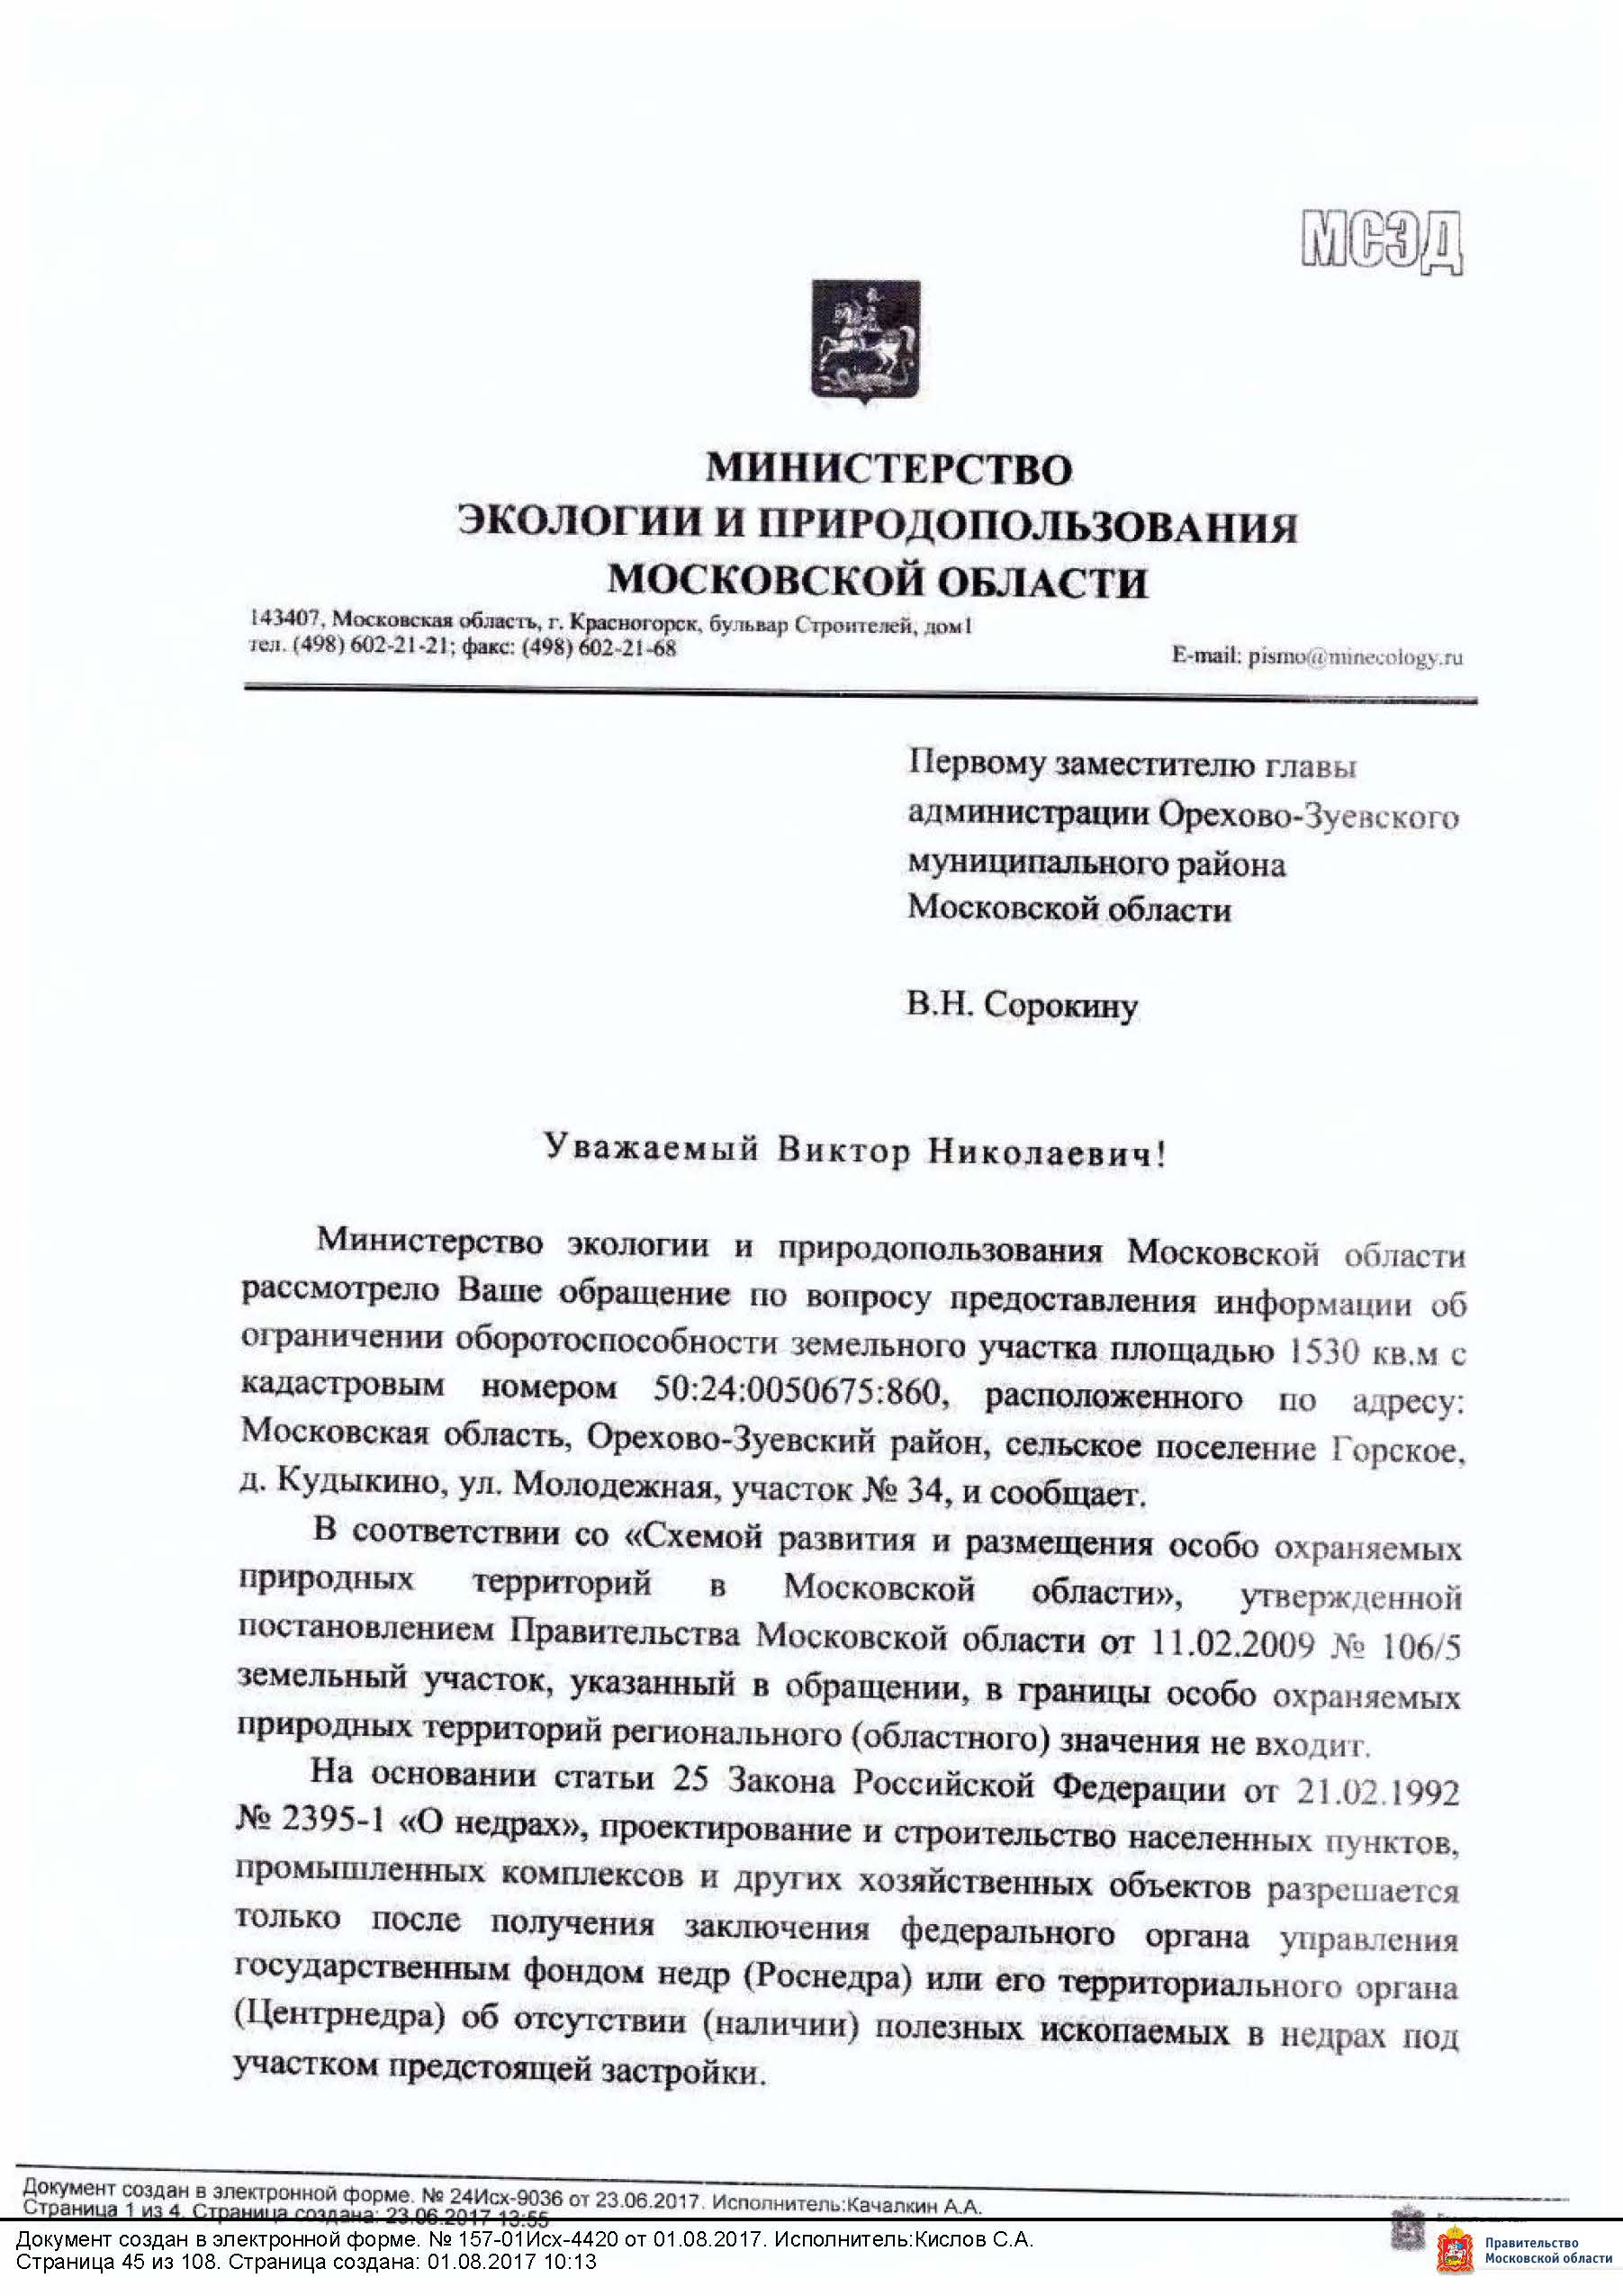 МСЭД
МИНИСТЕРСТВО
ЭКОЛОГИИ И ПРИРОДОПОЛЬЗОВАНИЯ
МОСКОВСКОЙ ОБЛАСТИ
143407, Московская область, г. Красногорск, бульвар Строителей, дом1
тел. (498) 602-21-21; факс: (498) 602-21-68
E-mail: pismo@minecology.ru
Первому заместителю главы
администрации Орехово-Зуевского
муниципального района
Московской области
В.Н. Сорокину
Уважаемый Виктор Николаевич!
Министерство экологии и природопользования Московской области
рассмотрело Ваше обращение по вопросу предоставления информации об
ограничении оборотоспособности земельного участка площадью 1530 кв.м с
кадастровым номером 50:24:0050675:860, расположенного по адресу:
Московская область, Орехово-Зуевский район, сельское поселение Горское,
д. Кудыкино, ул. Молодежная, участок № 34, и сообщает.
В соответствии со «Схемой развития и размещения особо охраняемых
природных территорий в Московской области», утвержденной
постановлением Правительства Московской области от 11.02.2009 № 106/5
земельный участок, указанный в обращении, в границы особо охраняемых
природных территорий регионального (областного) значения не входит.
На основании статьи 25 Закона Российской Федерации от 21.02.1992
№ 2395-1 «О недрах», проектирование и строительство населенных пунктов,
промышленных комплексов и других хозяйственных объектов разрешается
только после получения заключения федерального органа управления
государственным фондом недр (Роснедра) или его территориального органа
(Центрнедра) об отсутствии (наличии) полезных ископаемых в недрах под
участком предстоящей застройки.
Документ создан в электронной форме. № 24Исх-9036 от 23.06.2017. Исполнитель:Качалкин А.А.
Страница 1 из 4. Страница создана: 23.06.2017 13:55
Документ создан в электронной форме. № 157-01Исх-4420 от 01.08.2017. Исполнитель:Кислов С.А.
Страница 45 из 108. Страница создана: 01.08.2017 10:13
Правительство
Московской области